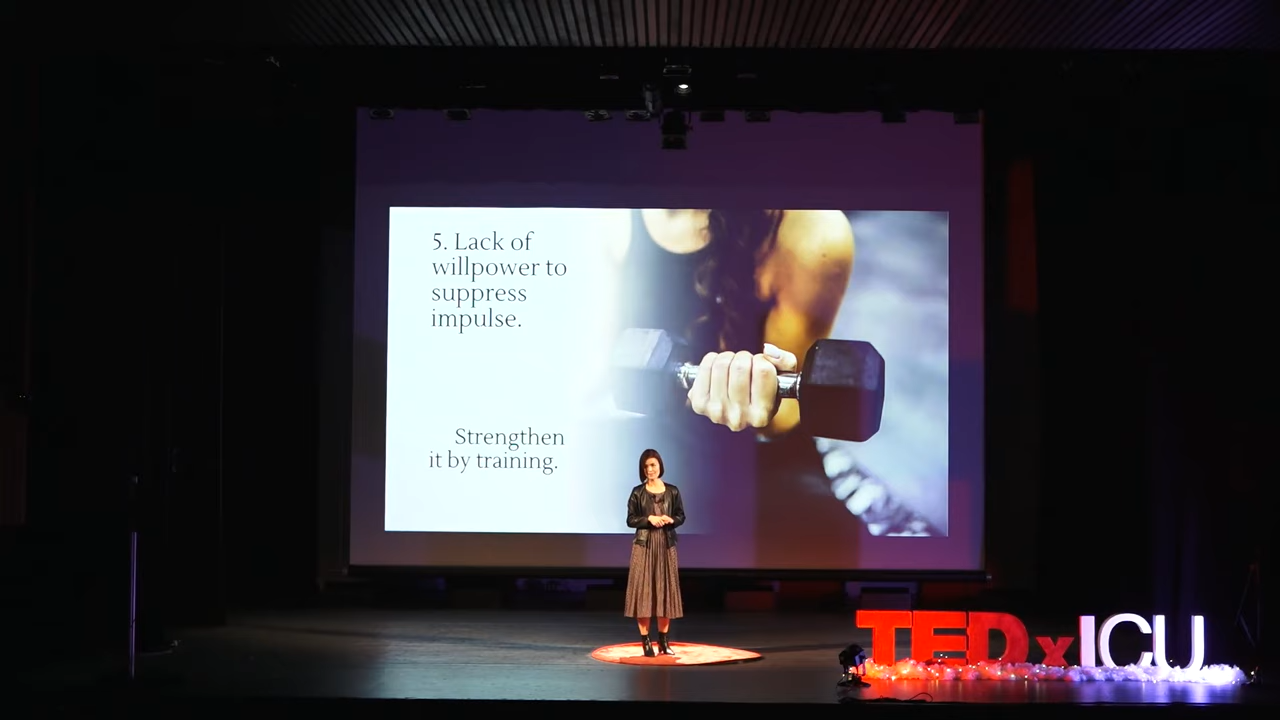 5. Lack of
willpower to
suppress
impulse.
Strengthen
it by training.
TEDxICU